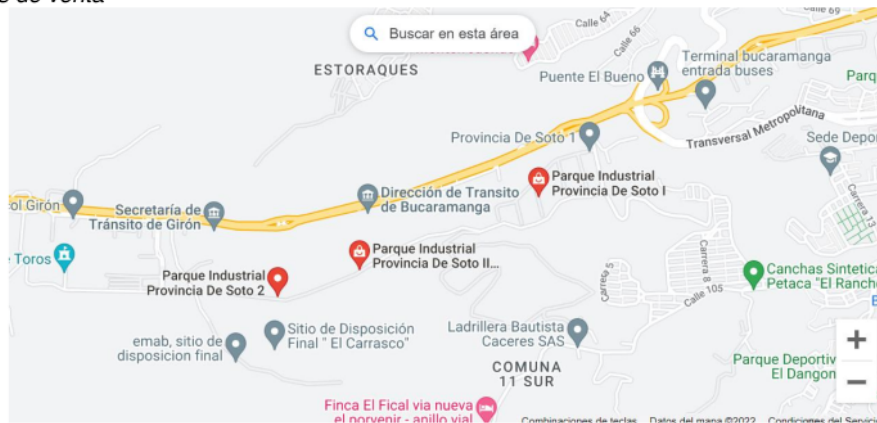 de venta
Buscar en esta área
Calle 64
Calle 66
ESTORAQUES
Puente El Bueno
Terminal bucaramanga
entrada buses
Parq
Provincia De Soto 1
Transversal Metropolitana
Sede Depor
Parque Industrial
Provincia De Soto I
Dirección de Transito
de Bucaramanga
col Girón
Secretaría de
Tránsito de Girón
Carrera 13
Toros
Parque Industrial
Provincia De Soto II...
Parque Industrial
Provincia De Soto 2
Carrera 5
Carrera 8
Calle 105
Canchas Sintetica
Petaca "El Ranch
emab, sitio de
disposicion final
Sitio de Disposición
Final " El Carrasco"
Ladrillera Bautista
Caceres SAS
COMUNA
11 SUR
+
−
Parque Deportiv
El Dangon
Finca El Fical via nueva
el porvenir - anillo vial
Combinaciones de teclas
Datos del mapa ©2022
Condiciones del Servicio